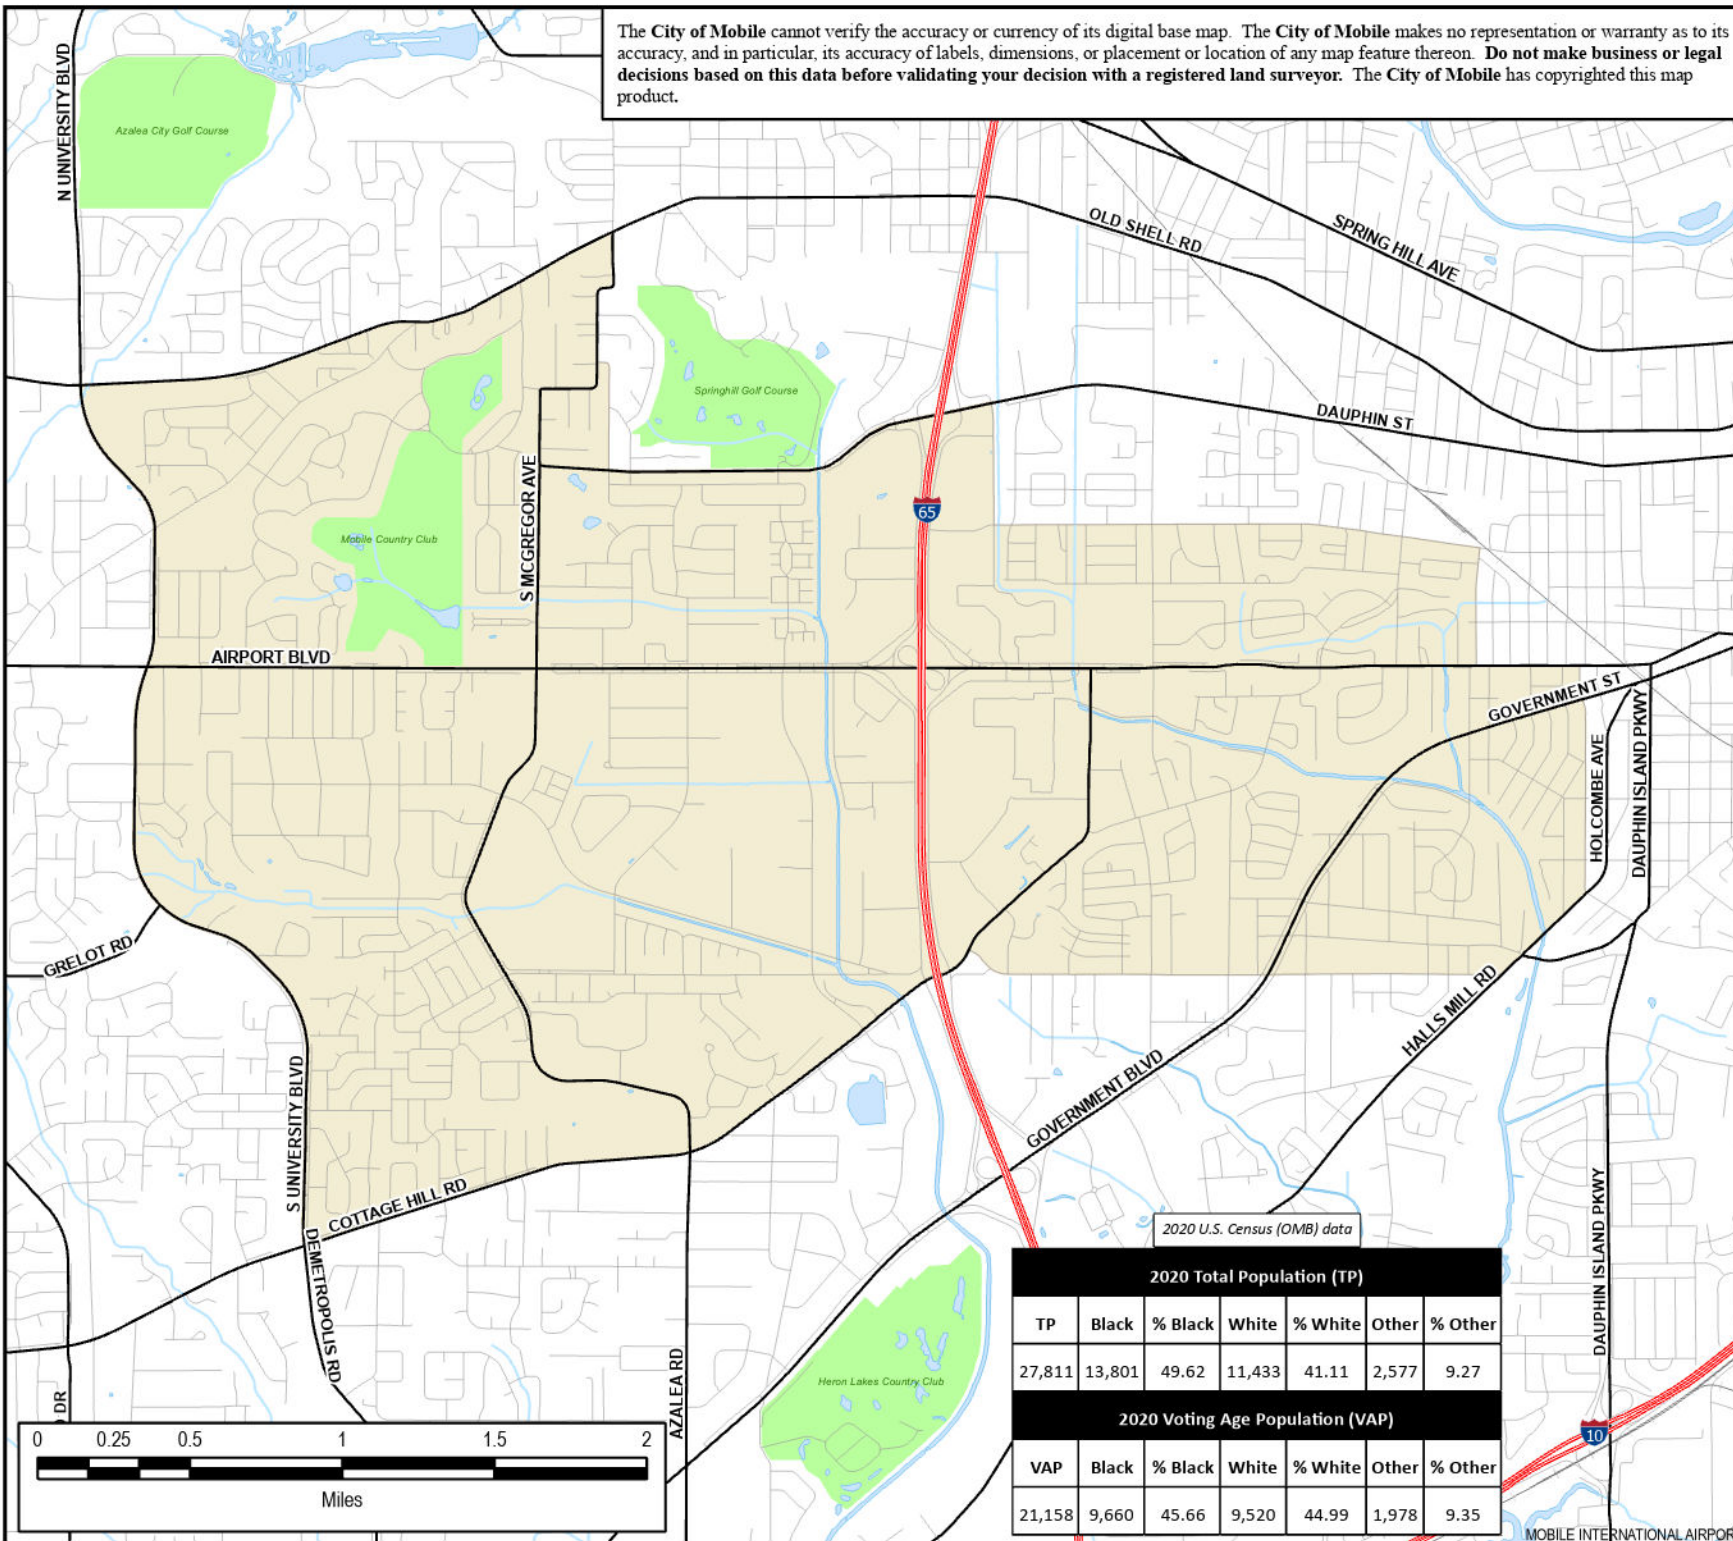 The City of Mobile cannot verify the accuracy or currency of its digital base map. The City of Mobile makes no representation or warranty as to its
accuracy, and in particular, its accuracy of labels, dimensions, or placement or location of any map feature thereon. Do not make business or legal
decisions based on this data before validating your decision with a registered land surveyor. The City of Mobile has copyrighted this map
product.
N UNIVERSITY BLVD
Azalea City Golf Course
OLD SHELL RD
SPRING HILL AVE
Springhill Golf Course
DAUPHIN ST
S MCGREGOR AVE
65
Mobile Country Club
AIRPORT BLVD
GOVERNMENT ST
HOLCOMBE AVE
DAUPHIN ISLAND PKWY
GRELOT RD
HALLS MILL RD
GOVERNMENT BLVD
S UNIVERSITY BLVD
COTTAGE HILL RD
DEMETROPOLIS RD
DAUPHIN ISLAND PKWY
AZALEA RD
DR
Heron Lakes Country Club
10
2020 U.S. Census (OMB) data
2020 Total Population (TP)
TP Black % Black White % White Other % Other
27,811 13,801 49.62 11,433 41.11 2,577 9.27
2020 Voting Age Population (VAP)
VAP Black % Black White % White Other % Other
21,158 9,660 45.66 9,520 44.99 1,978 9.35
0 0.25 0.5 1 1.5 2
Miles
MOBILE INTERNATIONAL AIRPOR